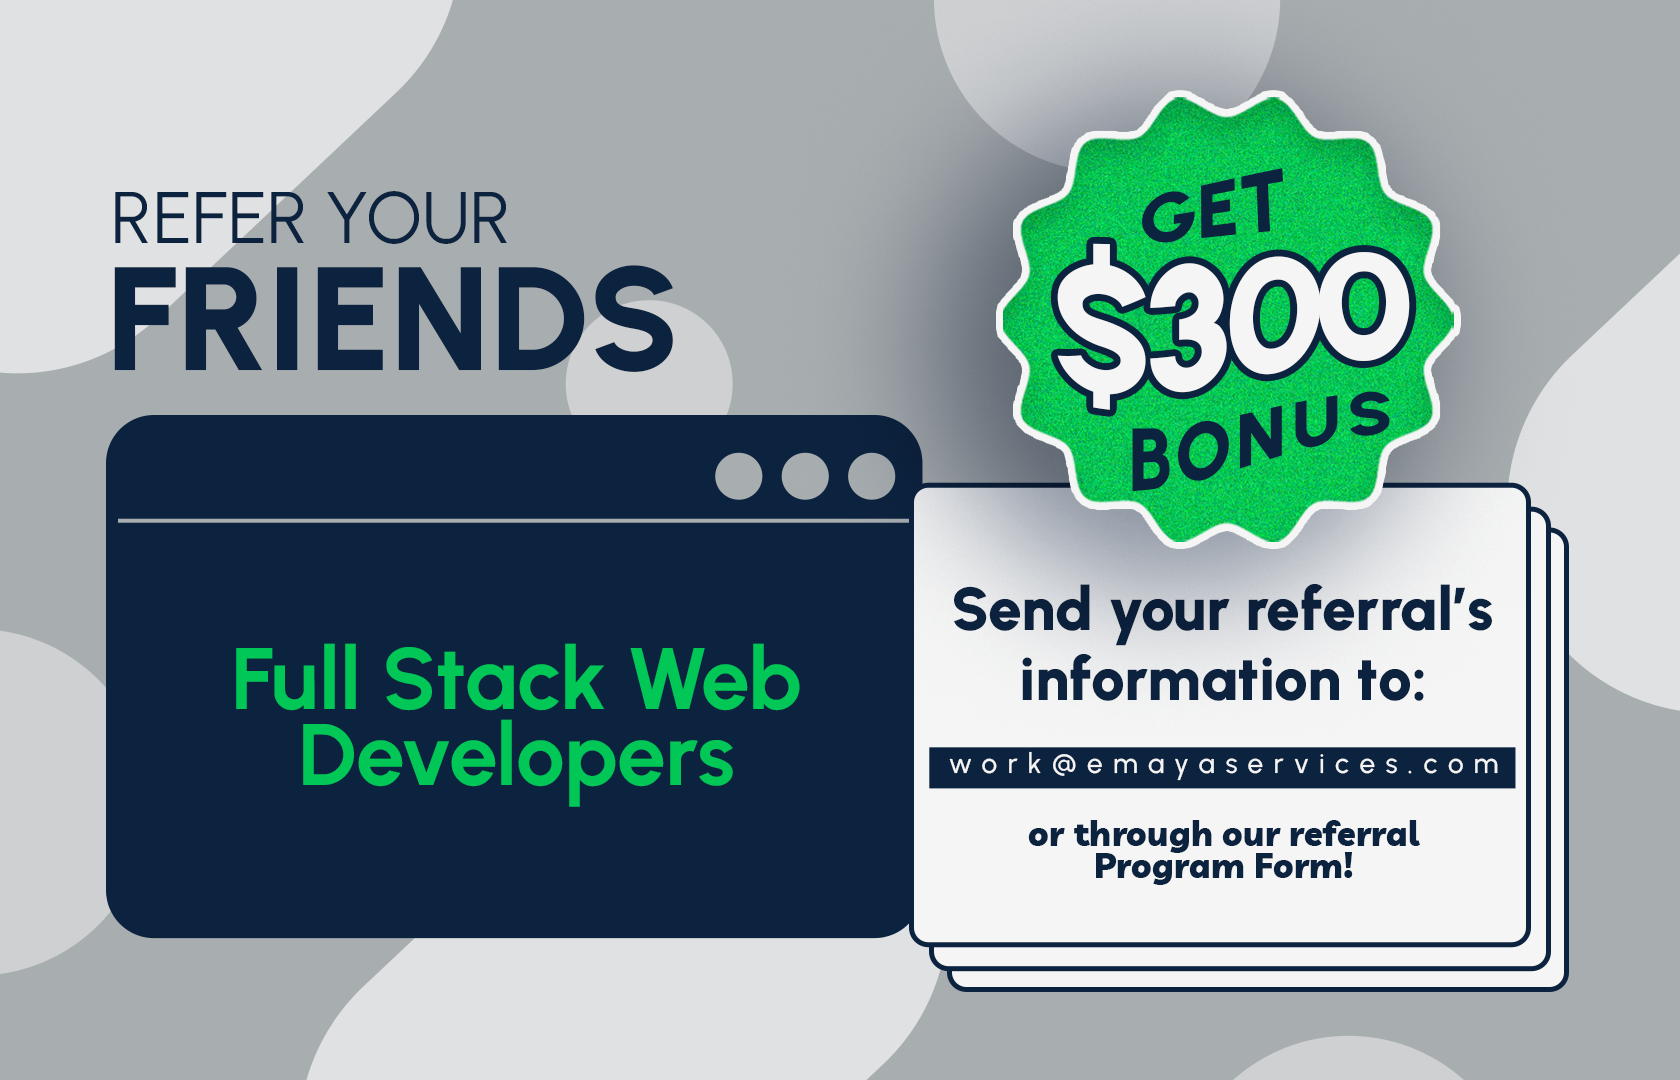 REFER YOUR
FRIENDS
GET
$300
BONUS
Full Stack Web
Developers
Send your referral's
information to:
work@emayaservices.com
or through our referral
Program Form!